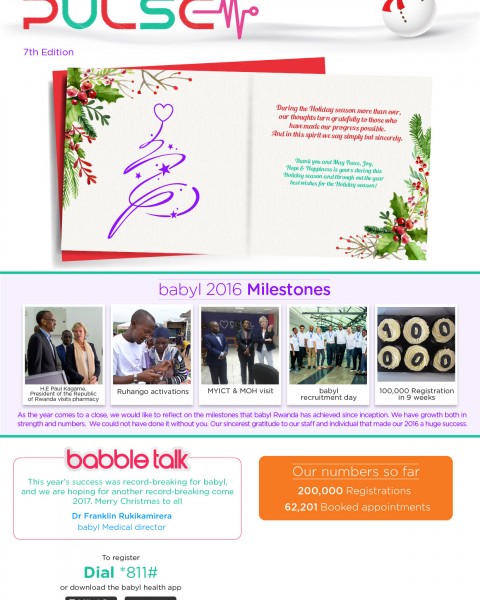 PULSE
7th Edition
During the Holiday season more than ever,
our thoughts turn gratefully to those who
have made our progress possible.
And in this spirit we say simply but sincerely.
Thank you and May Peace, Joy,
Hope & Happiness is yours during this
Holiday season and through out the year
best wishes for the Holiday season!
babyl 2016 Milestones
H.E Paul Kagame,
President of the Republic
of Rwanda visits pharmacy
Ruhango activations
MYICT & MOH visit
babyl
recruitment day
100,000 Registration
in 9 weeks
As the year comes to a close, we would like to reflect on the milestones that babyl Rwanda has achieved since inception. We have growth both in
strength and numbers. We could not have done it without you. Our sincerest gratitude to our staff and individual that made our 2016 a huge success.
babble talk
This year's success was record-breaking for babyl,
and we are hoping for another record-breaking come
2017. Merry Christmas to all
Dr Franklin Rukikamirera
babyl Medical director
Our numbers so far
200,000 Registrations
62,201 Booked appointments
To register
Dial *811#
or download the babyl health app